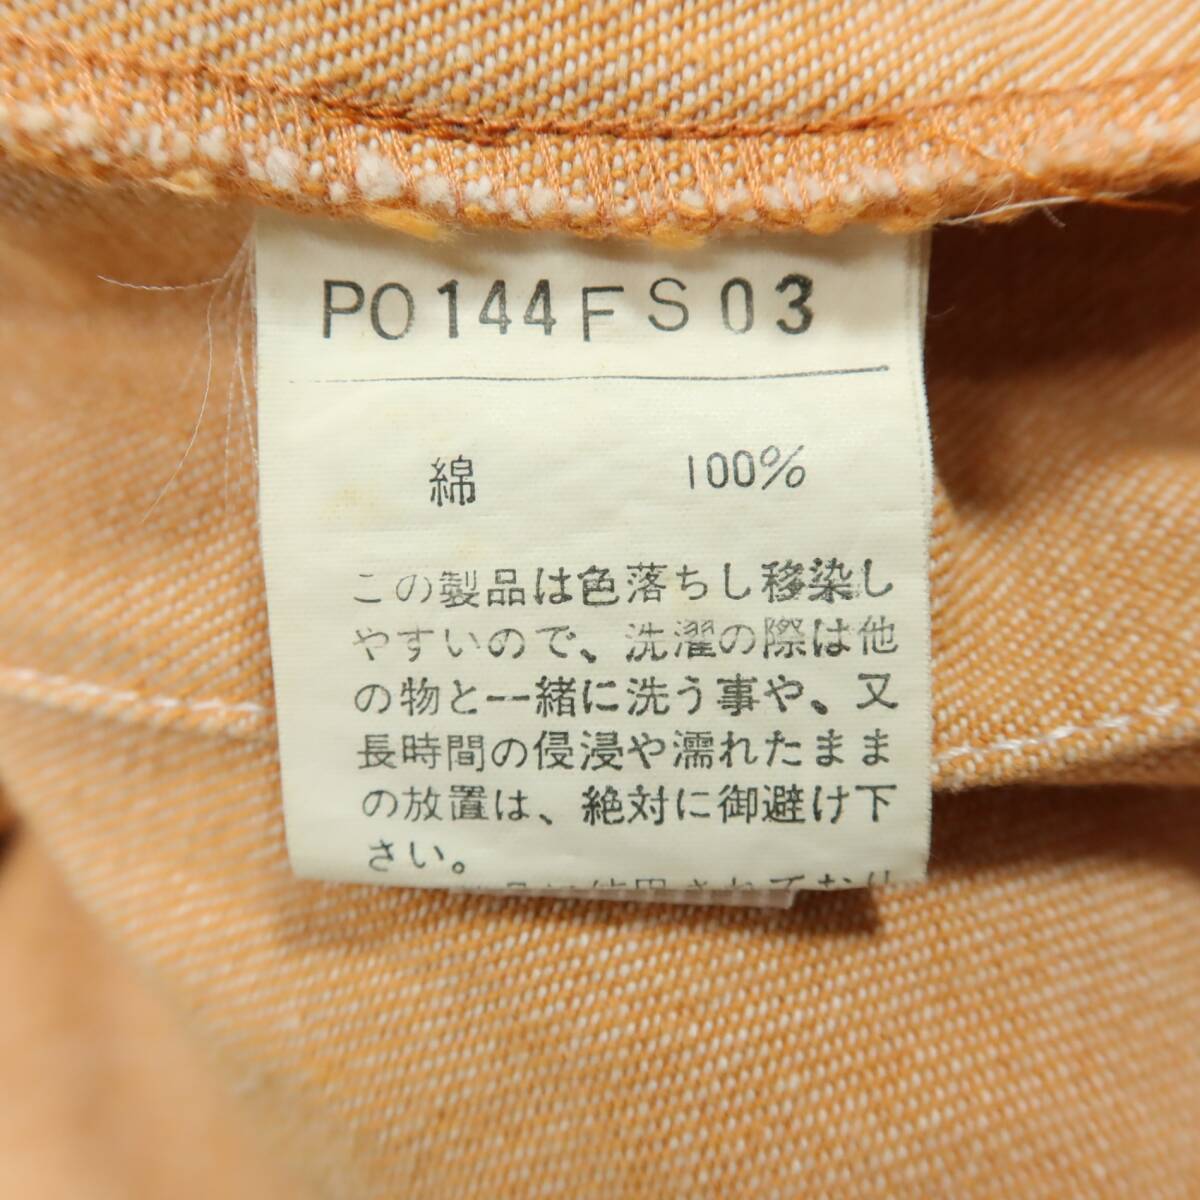 PO144FS03
綿 100%
この製品は色落ちし移染し
やすいので、洗濯の際は他
の物と一緒に洗う事や、又
長時間の侵浸や濡れたまま
の放置は、絶対に御避け下
さい。